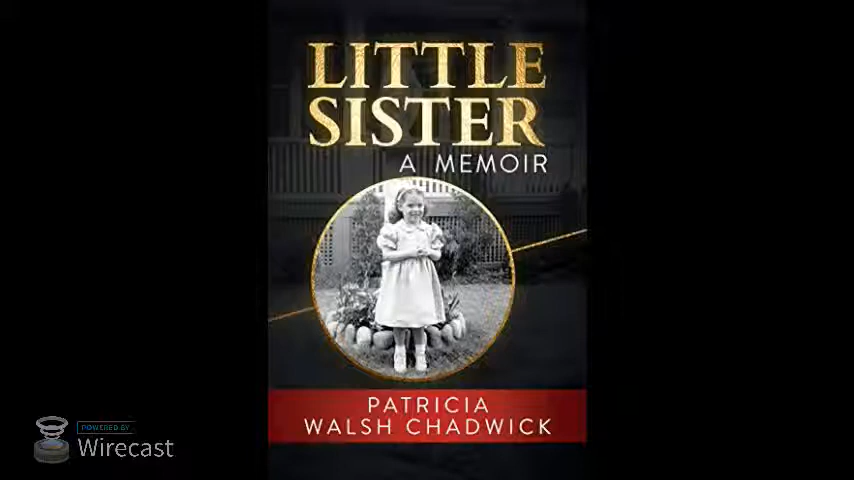 LITTLE
SISTER
A MEMOIR
PATRICIA
WALSH CHADWICK
POWERED BY
Wirecast